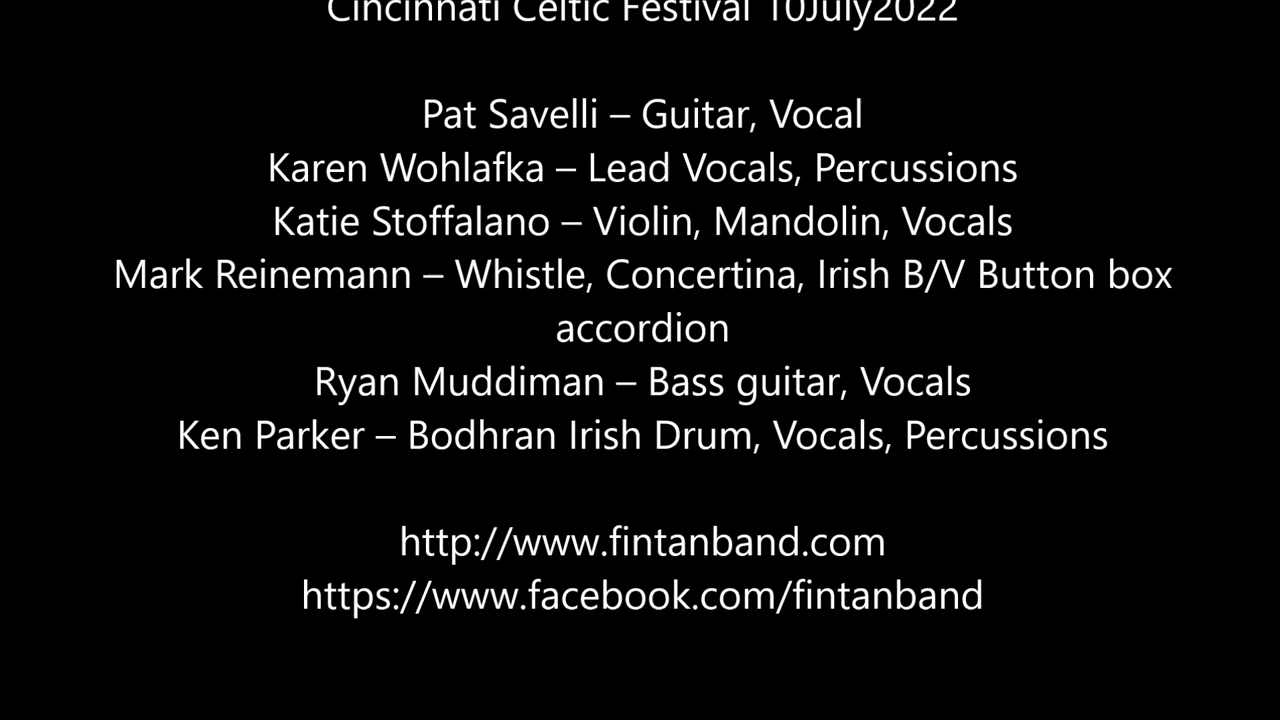 Cincinnati Celtic Festival 10July2022
Pat Savelli – Guitar, Vocal
Karen Wohlafka – Lead Vocals, Percussions
Katie Stoffalano – Violin, Mandolin, Vocals
Mark Reinemann – Whistle, Concertina, Irish B/V Button box
accordion
Ryan Muddiman – Bass guitar, Vocals
Ken Parker – Bodhran Irish Drum, Vocals, Percussions
http://www.fintanband.com
https://www.facebook.com/fintanband